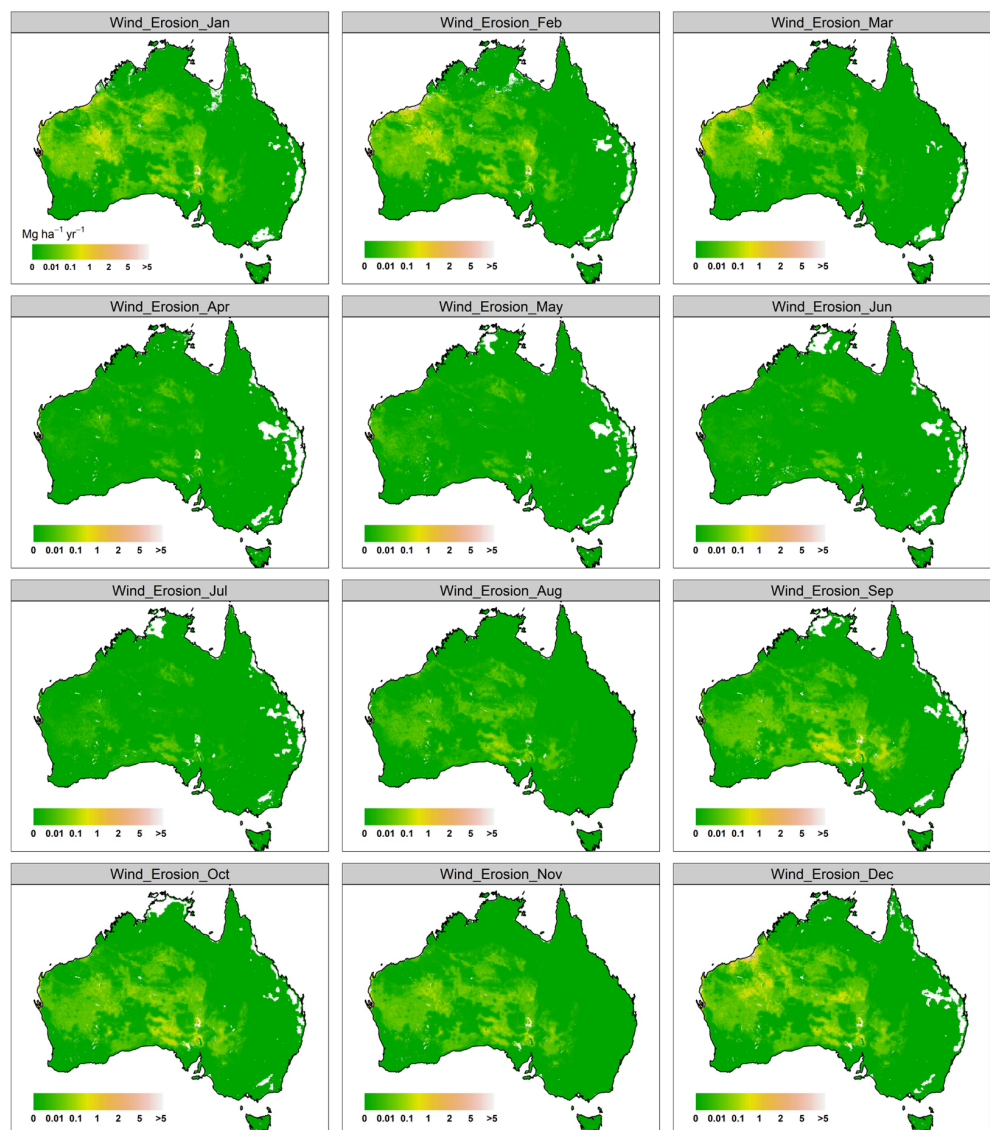 Wind_Erosion_Jan Wind_Erosion_Feb Wind_Erosion_Mar
Mg ha⁻¹ yr⁻¹
0 0.01 0.1 1 2 5 >5 0 0.01 0.1 1 2 5 >5 0 0.01 0.1 1 2 5 >5
Wind_Erosion_Apr Wind_Erosion_May Wind_Erosion_Jun
0 0.01 0.1 1 2 5 >5 0 0.01 0.1 1 2 5 >5 0 0.01 0.1 1 2 5 >5
Wind_Erosion_Jul Wind_Erosion_Aug Wind_Erosion_Sep
0 0.01 0.1 1 2 5 >5 0 0.01 0.1 1 2 5 >5 0 0.01 0.1 1 2 5 >5
Wind_Erosion_Oct Wind_Erosion_Nov Wind_Erosion_Dec
0 0.01 0.1 1 2 5 >5 0 0.01 0.1 1 2 5 >5 0 0.01 0.1 1 2 5 >5